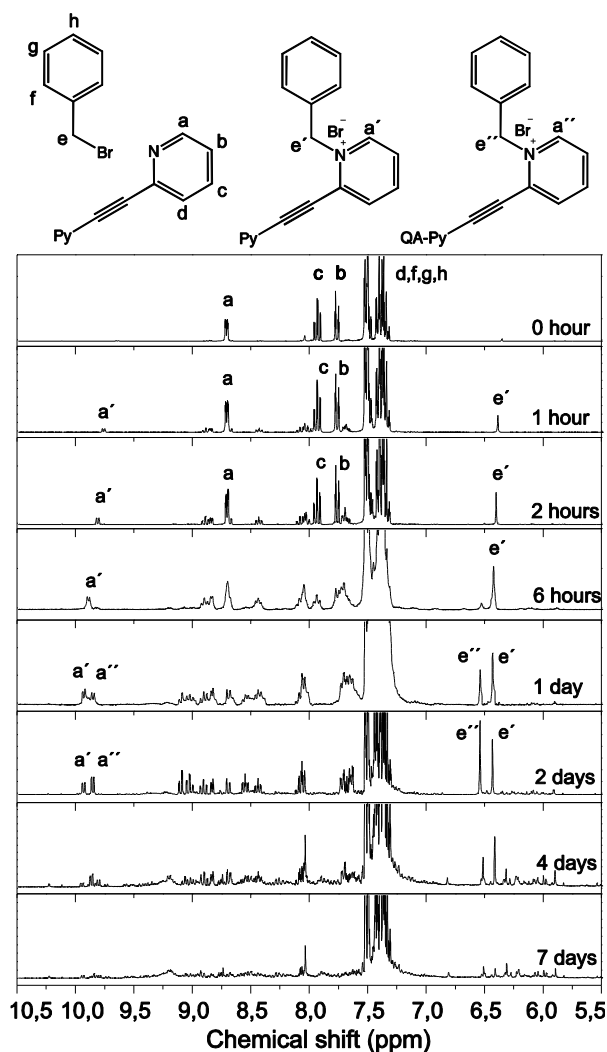 h
g
f
e
Br
a
N
b
c
d
Py
Br⁻
a´
e´
N⁺
Py
Br⁻
a´´
e´´
N⁺
QA-Py
a c b d,f,g,h
0 hour
a´ a c b e´
1 hour
a´ a c b e´
2 hours
a´ e´
6 hours
a´ a´´ e´´ e´
1 day
a´ a´´ e´´ e´
2 days
4 days
7 days
10,5 10,0 9,5 9,0 8,5 8,0 7,5 7,0 6,5 6,0 5,5
Chemical shift (ppm)